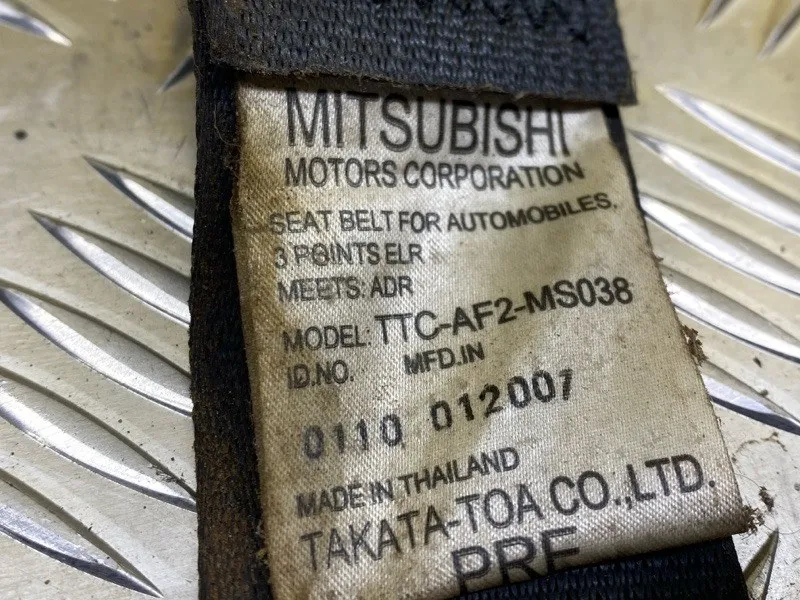 MITSUBISHI
MOTORS CORPORATION
SEAT BELT FOR AUTOMOBILES.
3 POINTS ELR
MEETS: ADR
MODEL: TTC-AF2-MS038
ID.NO. MFD.IN
0110 012007
MADE IN THAILAND
TAKATA-TOA CO.,LTD.
PRE